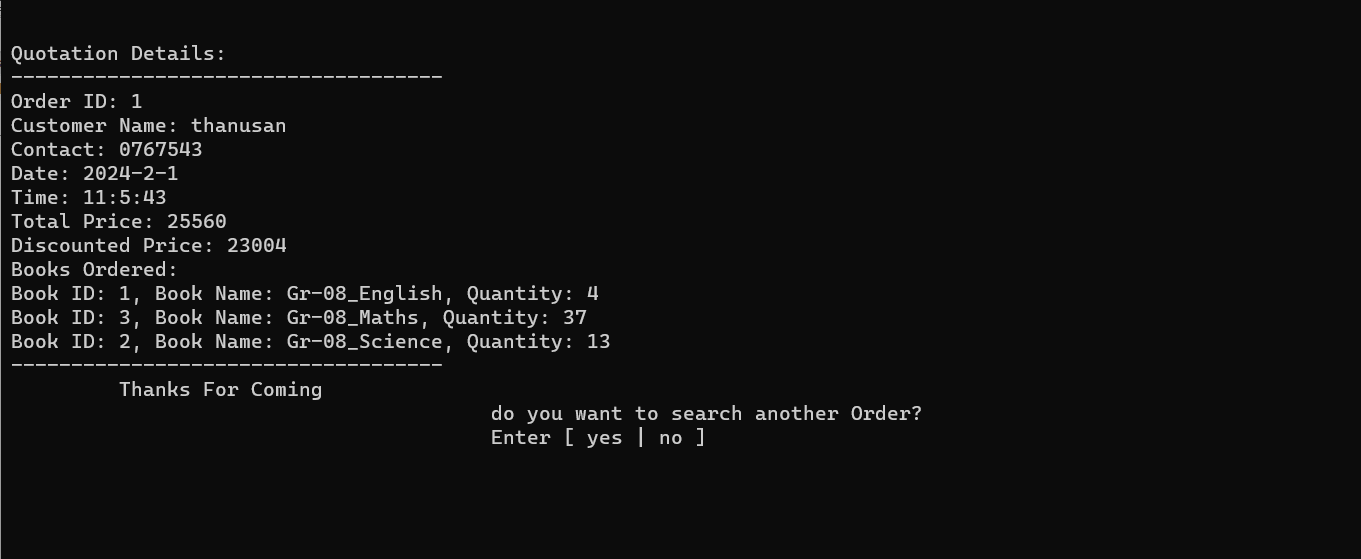 Quotation Details:
------------------------------------
Order ID: 1
Customer Name: thanusan
Contact: 0767543
Date: 2024-2-1
Time: 11:5:43
Total Price: 25560
Discounted Price: 23004
Books Ordered:
Book ID: 1, Book Name: Gr-08_English, Quantity: 4
Book ID: 3, Book Name: Gr-08_Maths, Quantity: 37
Book ID: 2, Book Name: Gr-08_Science, Quantity: 13
------------------------------------
Thanks For Coming
do you want to search another Order?
Enter [ yes | no ]